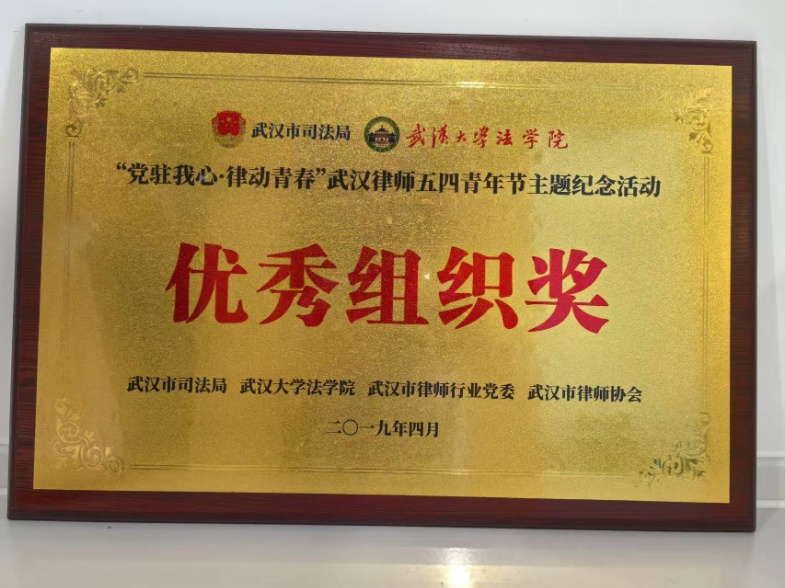 武汉市司法局 武汉大学法学院
“党驻我心·律动青春”武汉律师五四青年节主题纪念活动
优秀组织奖
武汉市司法局 武汉大学法学院 武汉市律师行业党委 武汉市律师协会
二〇一九年四月